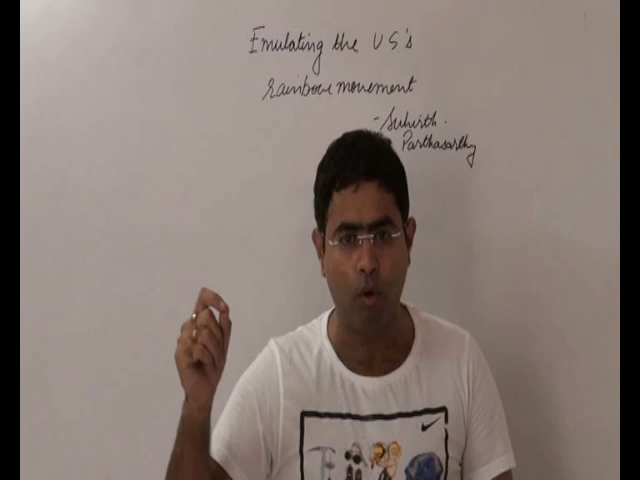 Emulating the US's
rainbow movement
- Suhrith.
Parthasarthy